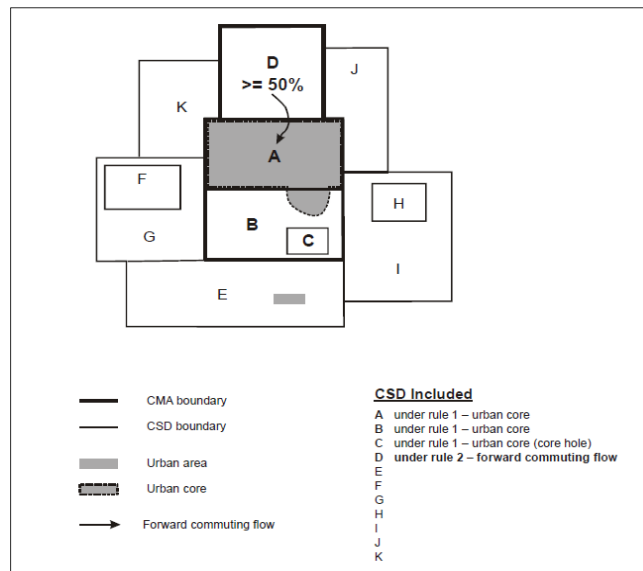 D
>= 50%
J
K
A
F
H
B
C
G
I
E
CMA boundary
CSD boundary
Urban area
Urban core
Forward commuting flow
CSD Included
A under rule 1 – urban core
B under rule 1 – urban core
C under rule 1 – urban core (core hole)
D under rule 2 – forward commuting flow
E
F
G
H
I
J
K